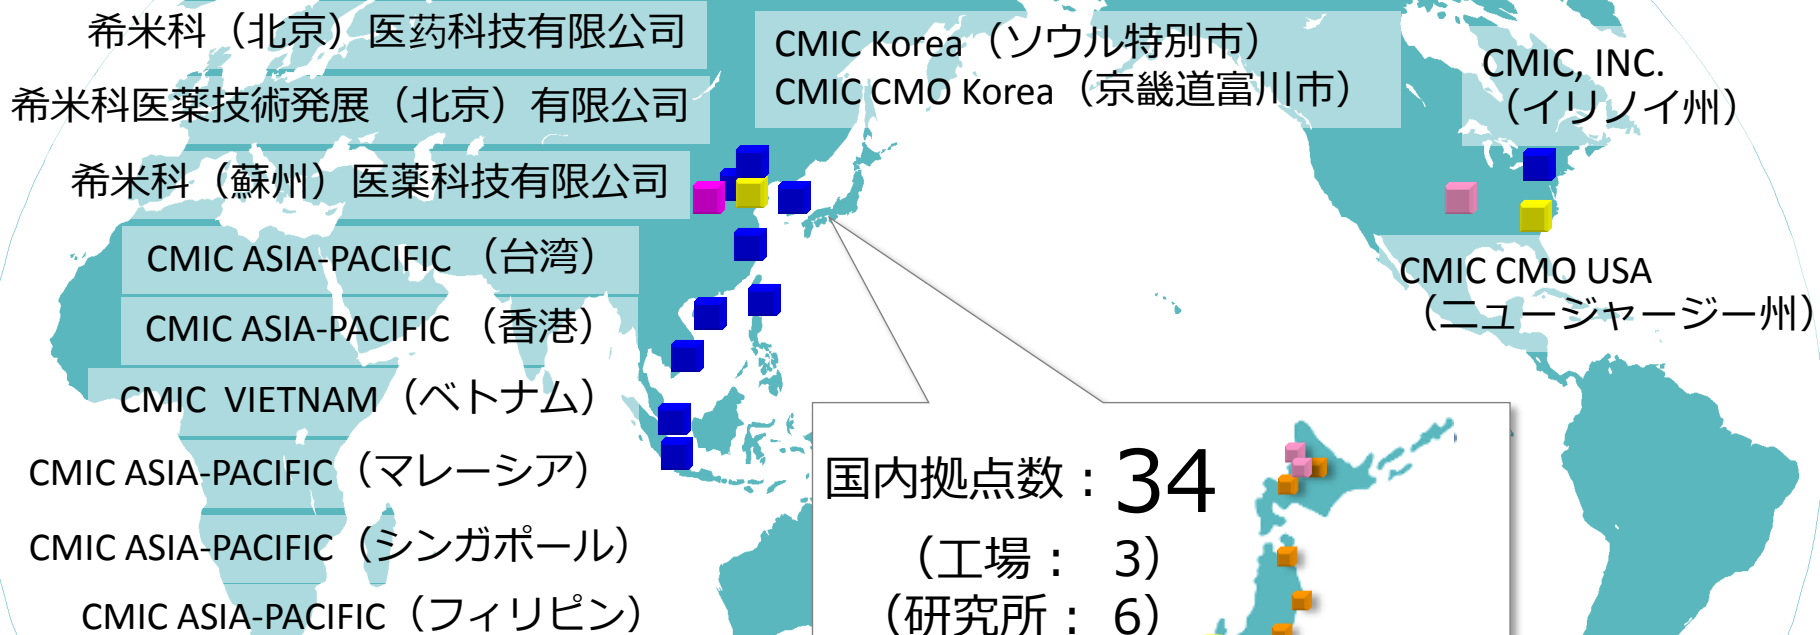 希米科（北京）医药科技有限公司
希米科医薬技術発展（北京）有限公司
希米科（蘇州）医薬科技有限公司
CMIC ASIA-PACIFIC （台湾）
CMIC ASIA-PACIFIC （香港）
CMIC VIETNAM（ベトナム）
CMIC ASIA-PACIFIC（マレーシア）
CMIC ASIA-PACIFIC（シンガポール）
CMIC ASIA-PACIFIC（フィリピン）
CMIC Korea（ソウル特別市）
CMIC CMO Korea（京畿道富川市）
CMIC, INC.
（イリノイ州）
CMIC CMO USA
（ニュージャージー州）
国内拠点数：34
（工場： 3）
（研究所： 6）